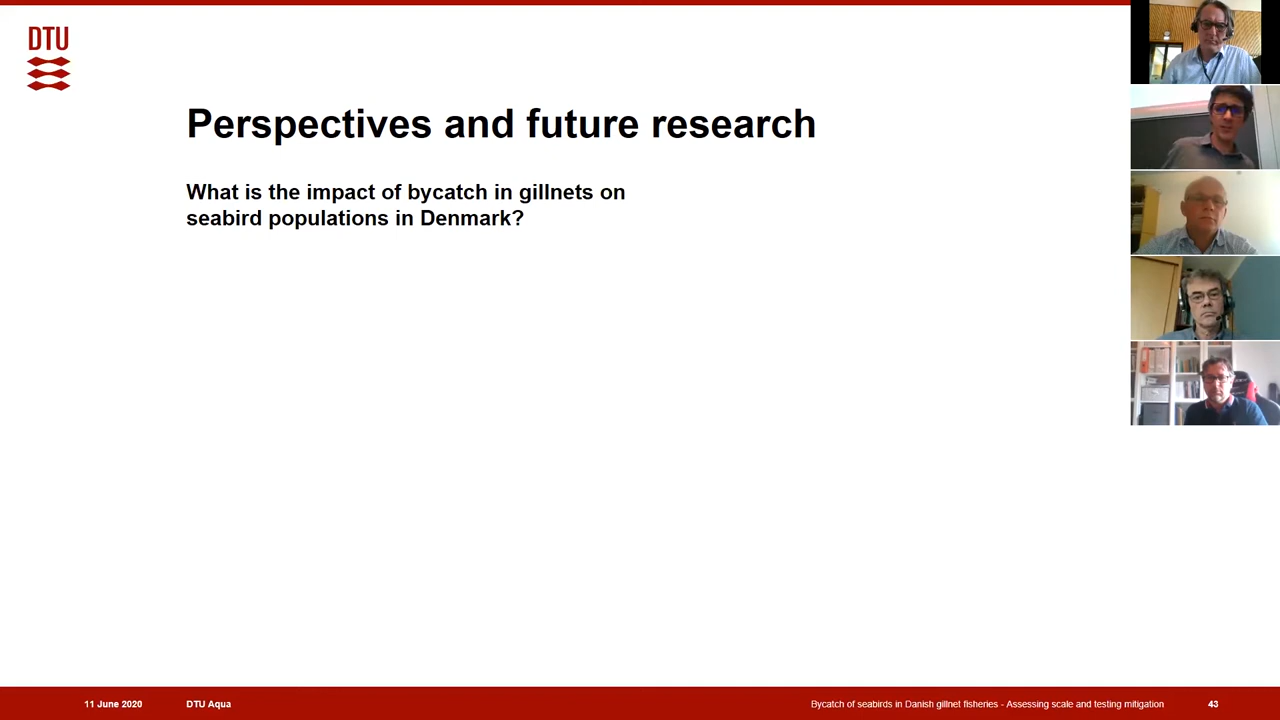 DTU
Perspectives and future research
What is the impact of bycatch in gillnets on
seabird populations in Denmark?
11 June 2020
DTU Aqua
Bycatch of seabirds in Danish gillnet fisheries - Assessing scale and testing mitigation
43